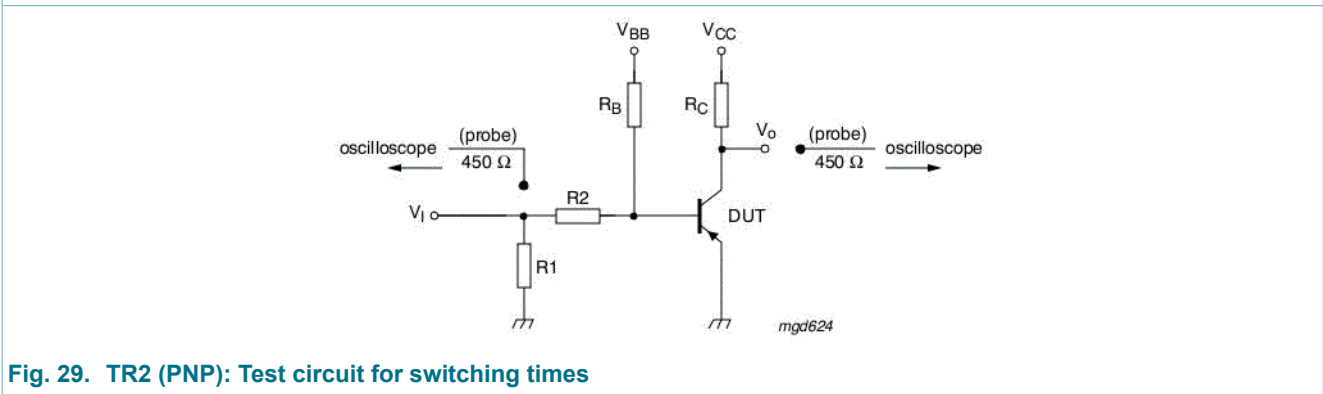 VBB
VCC
RB
RC
Vo
(probe)
450 Ω
oscilloscope
(probe)
450 Ω
oscilloscope
R2
VI
DUT
R1
mgd624
Fig. 29. TR2 (PNP): Test circuit for switching times